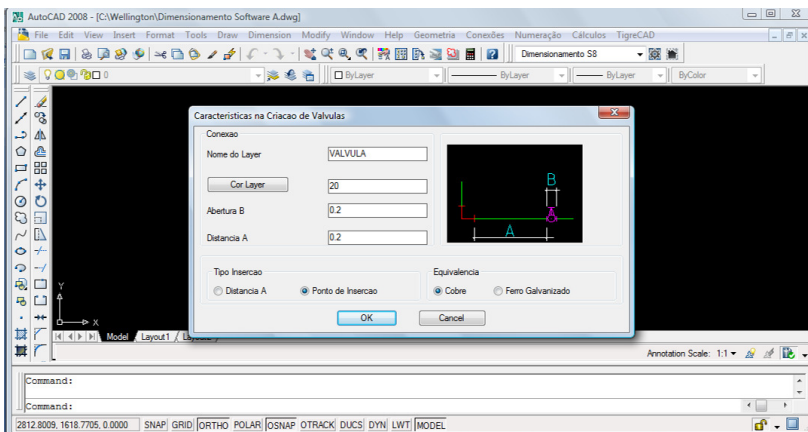 AutoCAD 2008 - [C:\Wellington\Dimensionamento Software A.dwg]
File Edit View Insert Format Tools Draw Dimension Modify Window Help Geometria Conexões Numeração Cálculos TigreCAD
Dimensionamento S8
0 ByLayer ByLayer ByLayer ByColor
Caracteristicas na Criacao de Valvulas
Conexao
Nome do Layer VALVULA
Cor Layer 20
Abertura B 0.2
Distancia A 0.2
B
A
Tipo Insercao Equivalencia
Distancia A Ponto de Insercao Cobre Ferro Galvanizado
OK Cancel
Y
X
Model Layout1
Annotation Scale: 1:1
Command:
Command:
2812.8009, 1618.7705, 0.0000 SNAP GRID ORTHO POLAR OSNAP OTRACK DUCS DYN LWT MODEL